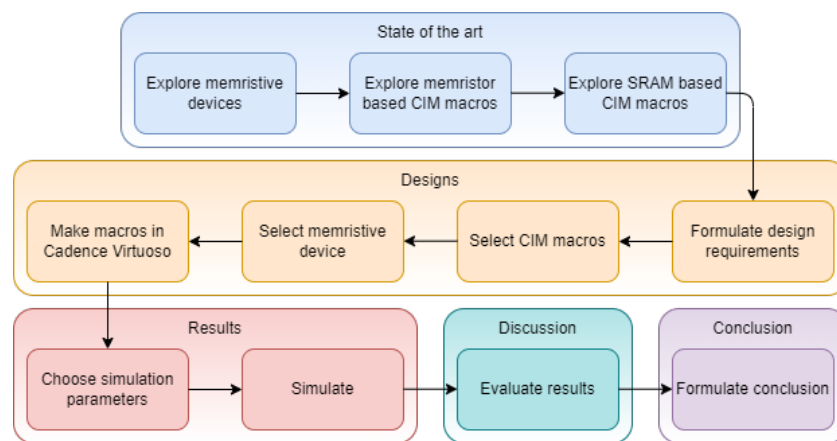 State of the art
Explore memristive
devices
Explore memristor
based CIM macros
Explore SRAM based
CIM macros
Designs
Make macros in
Cadence Virtuoso
Select memristive
device
Select CIM macros
Formulate design
requirements
Results
Choose simulation
parameters
Simulate
Discussion
Evaluate results
Conclusion
Formulate conclusion